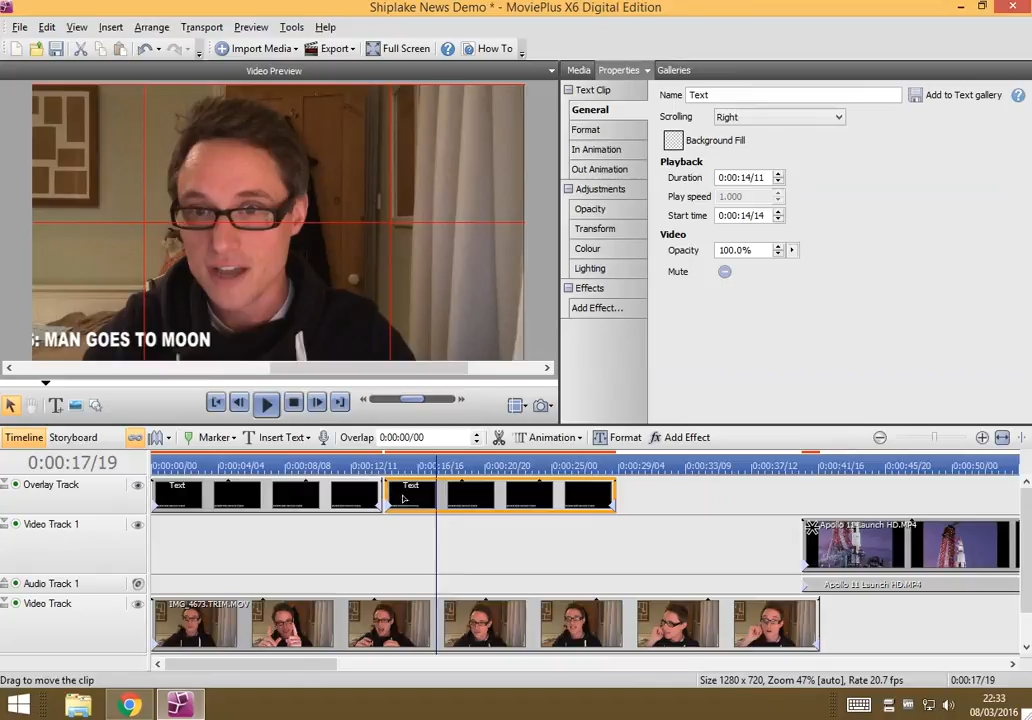 Shiplake News Demo * - MoviePlus X6 Digital Edition
File Edit View Insert Arrange Transport Preview Tools Help
Import Media Export Full Screen How To
Video Preview
Media Properties Galleries
Text Clip
General
Format
In Animation
Out Animation
Adjustments
Opacity
Transform
Colour
Lighting
Effects
Add Effect...
Name Text Add to Text gallery
Scrolling Right
Background Fill
Playback
Duration 0:00:14/11
Play speed 1.000
Start time 0:00:14/14
Video
Opacity 100.0%
Mute
: MAN GOES TO MOON
Timeline Storyboard Marker Insert Text Overlap 0:00:00/00 Animation Format Add Effect
0:00:17/19
0:00:00/00 0:00:04/04 0:00:08/08 0:00:12/11 0:00:16/16 0:00:20/20 0:00:25/00 0:00:29/04 0:00:33/09 0:00:37/12 0:00:41/16 0:00:45/20 0:00:50/00
Overlay Track
Text Text
Video Track 1
Apollo 11 Launch HD.MP4
Audio Track 1
Apollo 11 Launch HD.MP4
Video Track
IMG_4673.TRIM.MOV
Drag to move the clip
Size 1280 x 720, Zoom 47% [auto], Rate 20.7 fps
0:00:17/19
22:33
08/03/2016